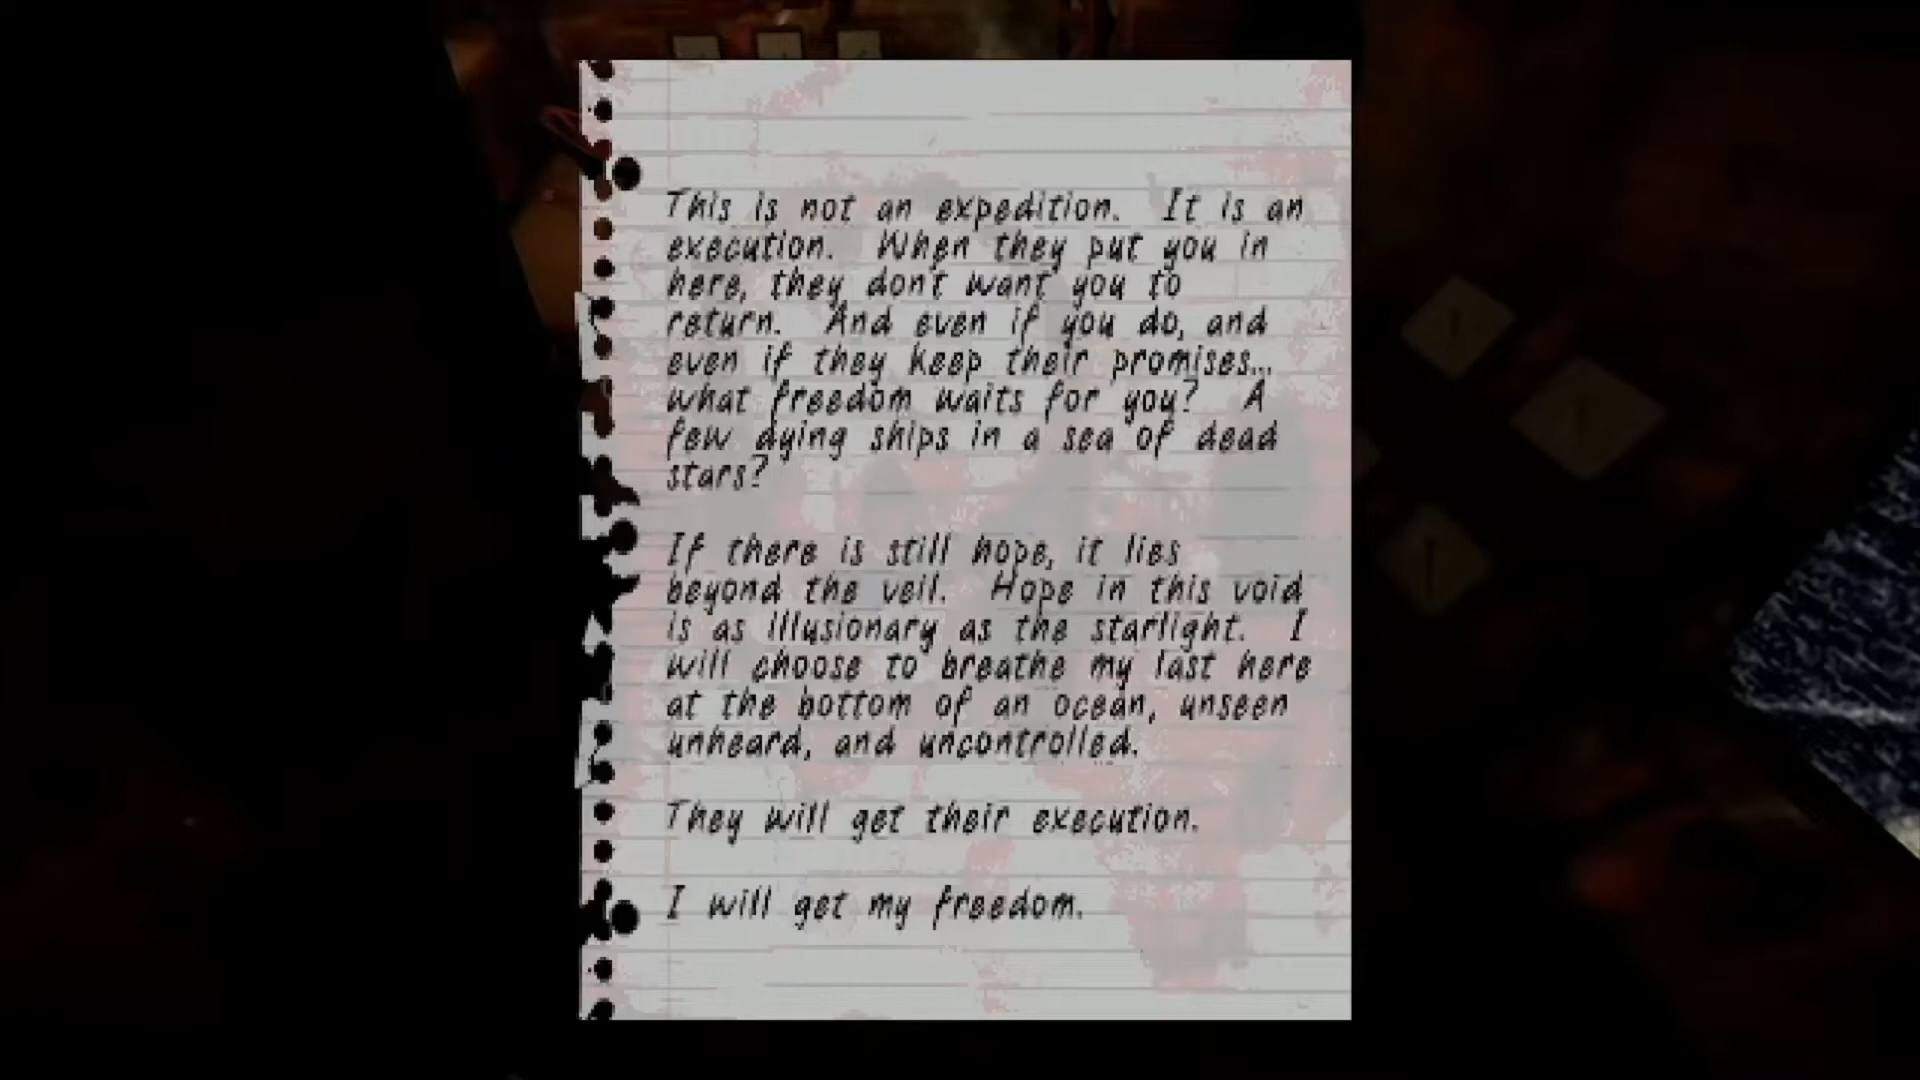 This is not an expedition. It is an
execution. When they put you in
here, they don't want you to
return. And even if you do, and
even if they keep their promises...
what freedom waits for you? A
few dying ships in a sea of dead
stars?
If there is still hope, it lies
beyond the veil. Hope in this void
is as illusionary as the starlight. I
will choose to breathe my last here
at the bottom of an ocean, unseen
unheard, and uncontrolled.
They will get their execution.
I will get my freedom.